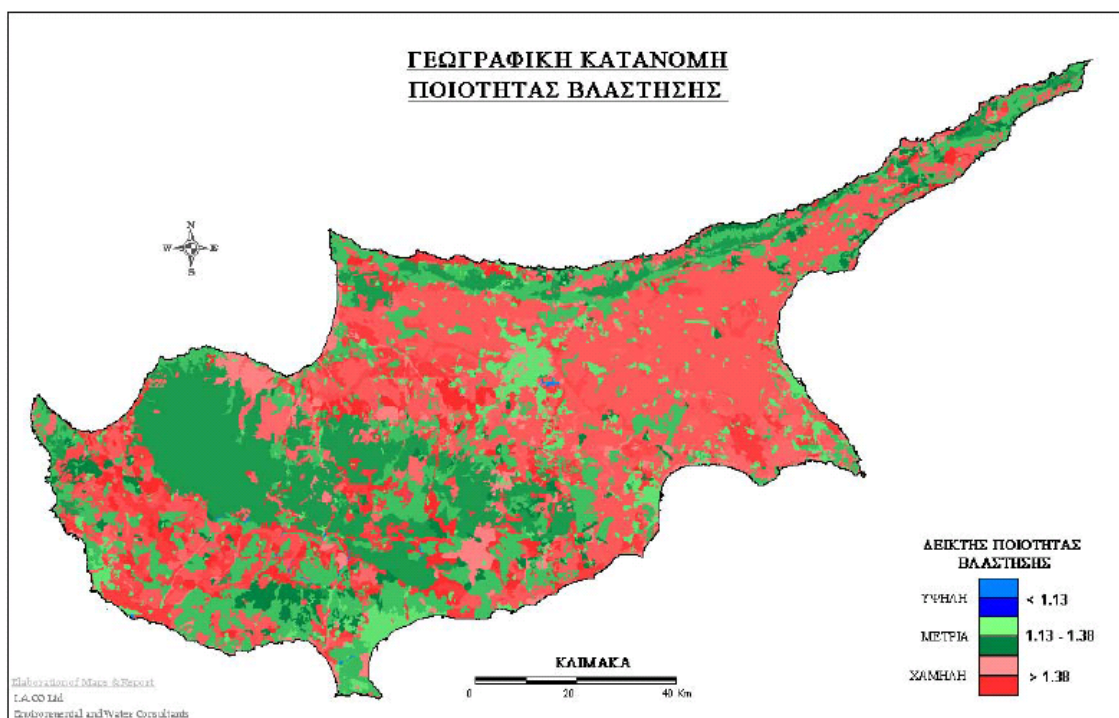 ΓΕΩΓΡΑΦΙΚΗ ΚΑΤΑΝΟΜΗ
ΠΟΙΟΤΗΤΑΣ ΒΛΑΣΤΗΣΗΣ
N
W E
S
ΔΕΙΚΤΗΣ ΠΟΙΟΤΗΤΑΣ
ΒΛΑΣΤΗΣΗΣ
ΥΨΗΛΗ < 1.13
ΜΕΤΡΙΑ 1.13 - 1.38
ΧΑΜΗΛΗ > 1.38
ΚΛΙΜΑΚΑ
0 20 40 Km
Elaboration of Maps & Report
I.A.CO Ltd
Environmental and Water Consultants